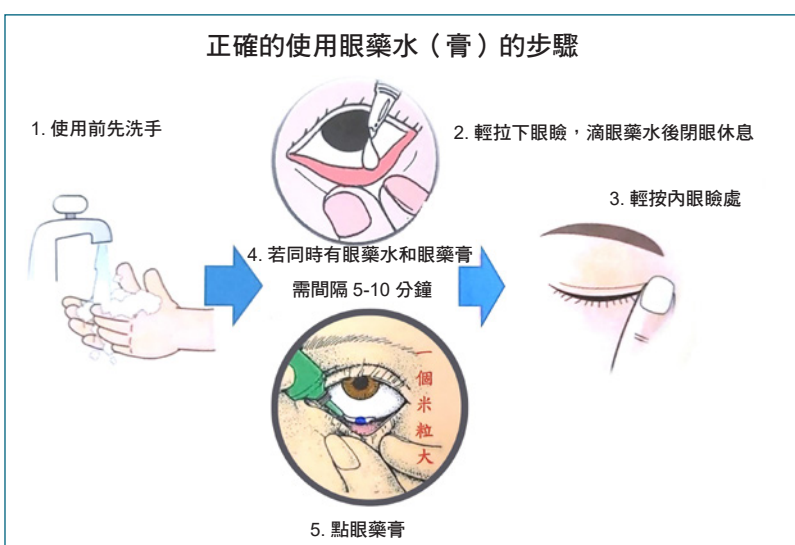 正確的使用眼藥水（膏）的步驟
1. 使用前先洗手
2. 輕拉下眼瞼，滴眼藥水後閉眼休息
3. 輕按內眼瞼處
4. 若同時有眼藥水和眼藥膏
需間隔 5-10 分鐘
一個米粒大
5. 點眼藥膏